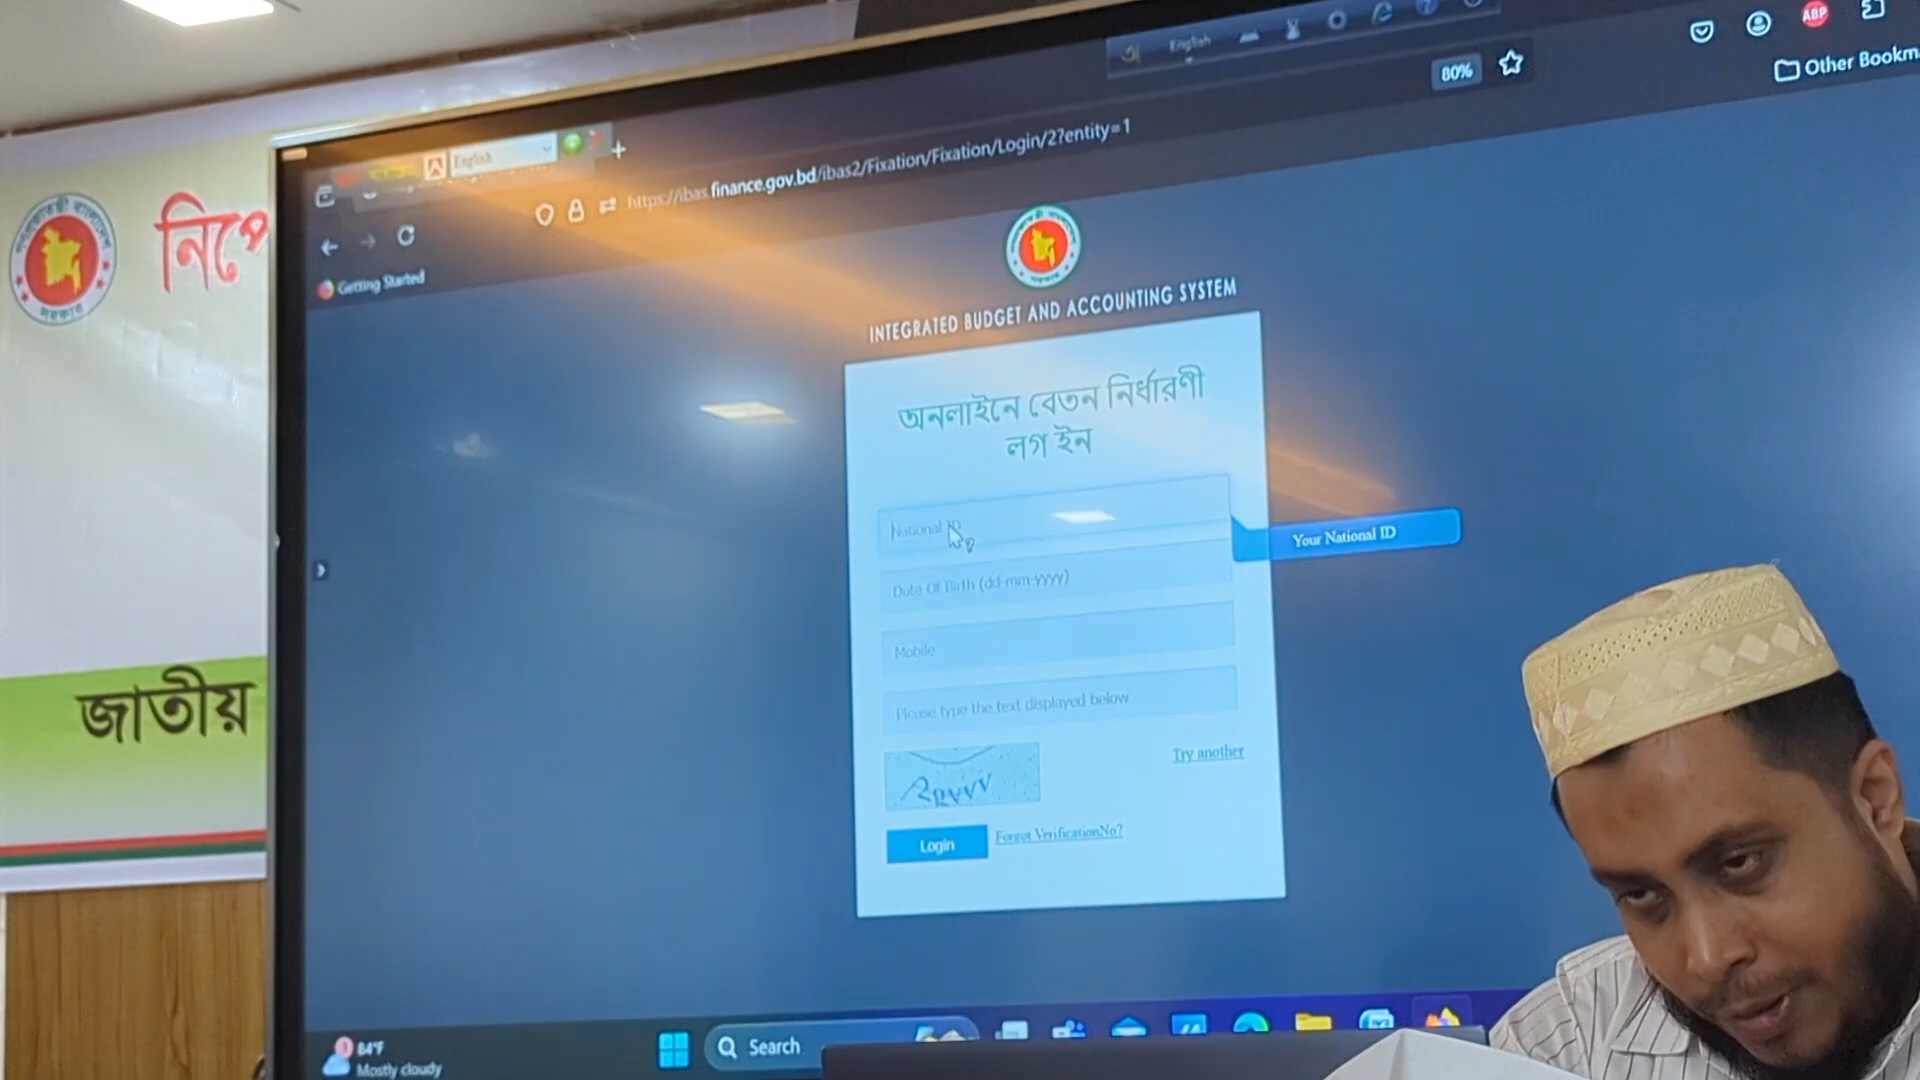 English
80%
Other Bookm
English
https://ibas.finance.gov.bd/ibas2/Fixation/Fixation/Login/2?entity=1
Getting Started
নিপো
INTEGRATED BUDGET AND ACCOUNTING SYSTEM
অনলাইনে বেতন নির্ধারণী
লগ ইন
National ID
Your National ID
Date Of Birth (dd-mm-yyyy)
Mobile
Please type the text displayed below
Try another
Login
Forgot VerificationNo?
জাতীয়
84°F
Mostly cloudy
Search
ABP